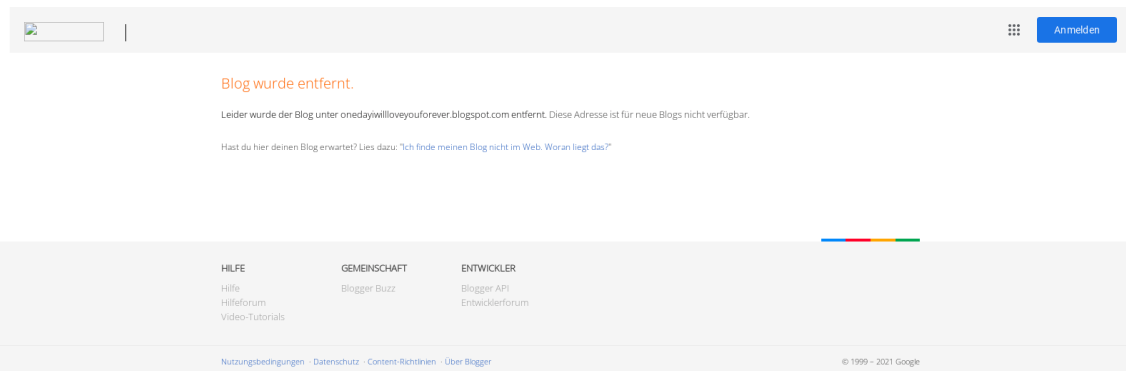 Anmelden
Blog wurde entfernt.
Leider wurde der Blog unter onedayiwillloveyouforever.blogspot.com entfernt. Diese Adresse ist für neue Blogs nicht verfügbar.
Hast du hier deinen Blog erwartet? Lies dazu: "Ich finde meinen Blog nicht im Web. Woran liegt das?"
HILFE GEMEINSCHAFT ENTWICKLER
Hilfe Blogger Buzz Blogger API
Hilfeforum Entwicklerforum
Video-Tutorials
Nutzungsbedingungen · Datenschutz · Content-Richtlinien · Über Blogger © 1999 – 2021 Google